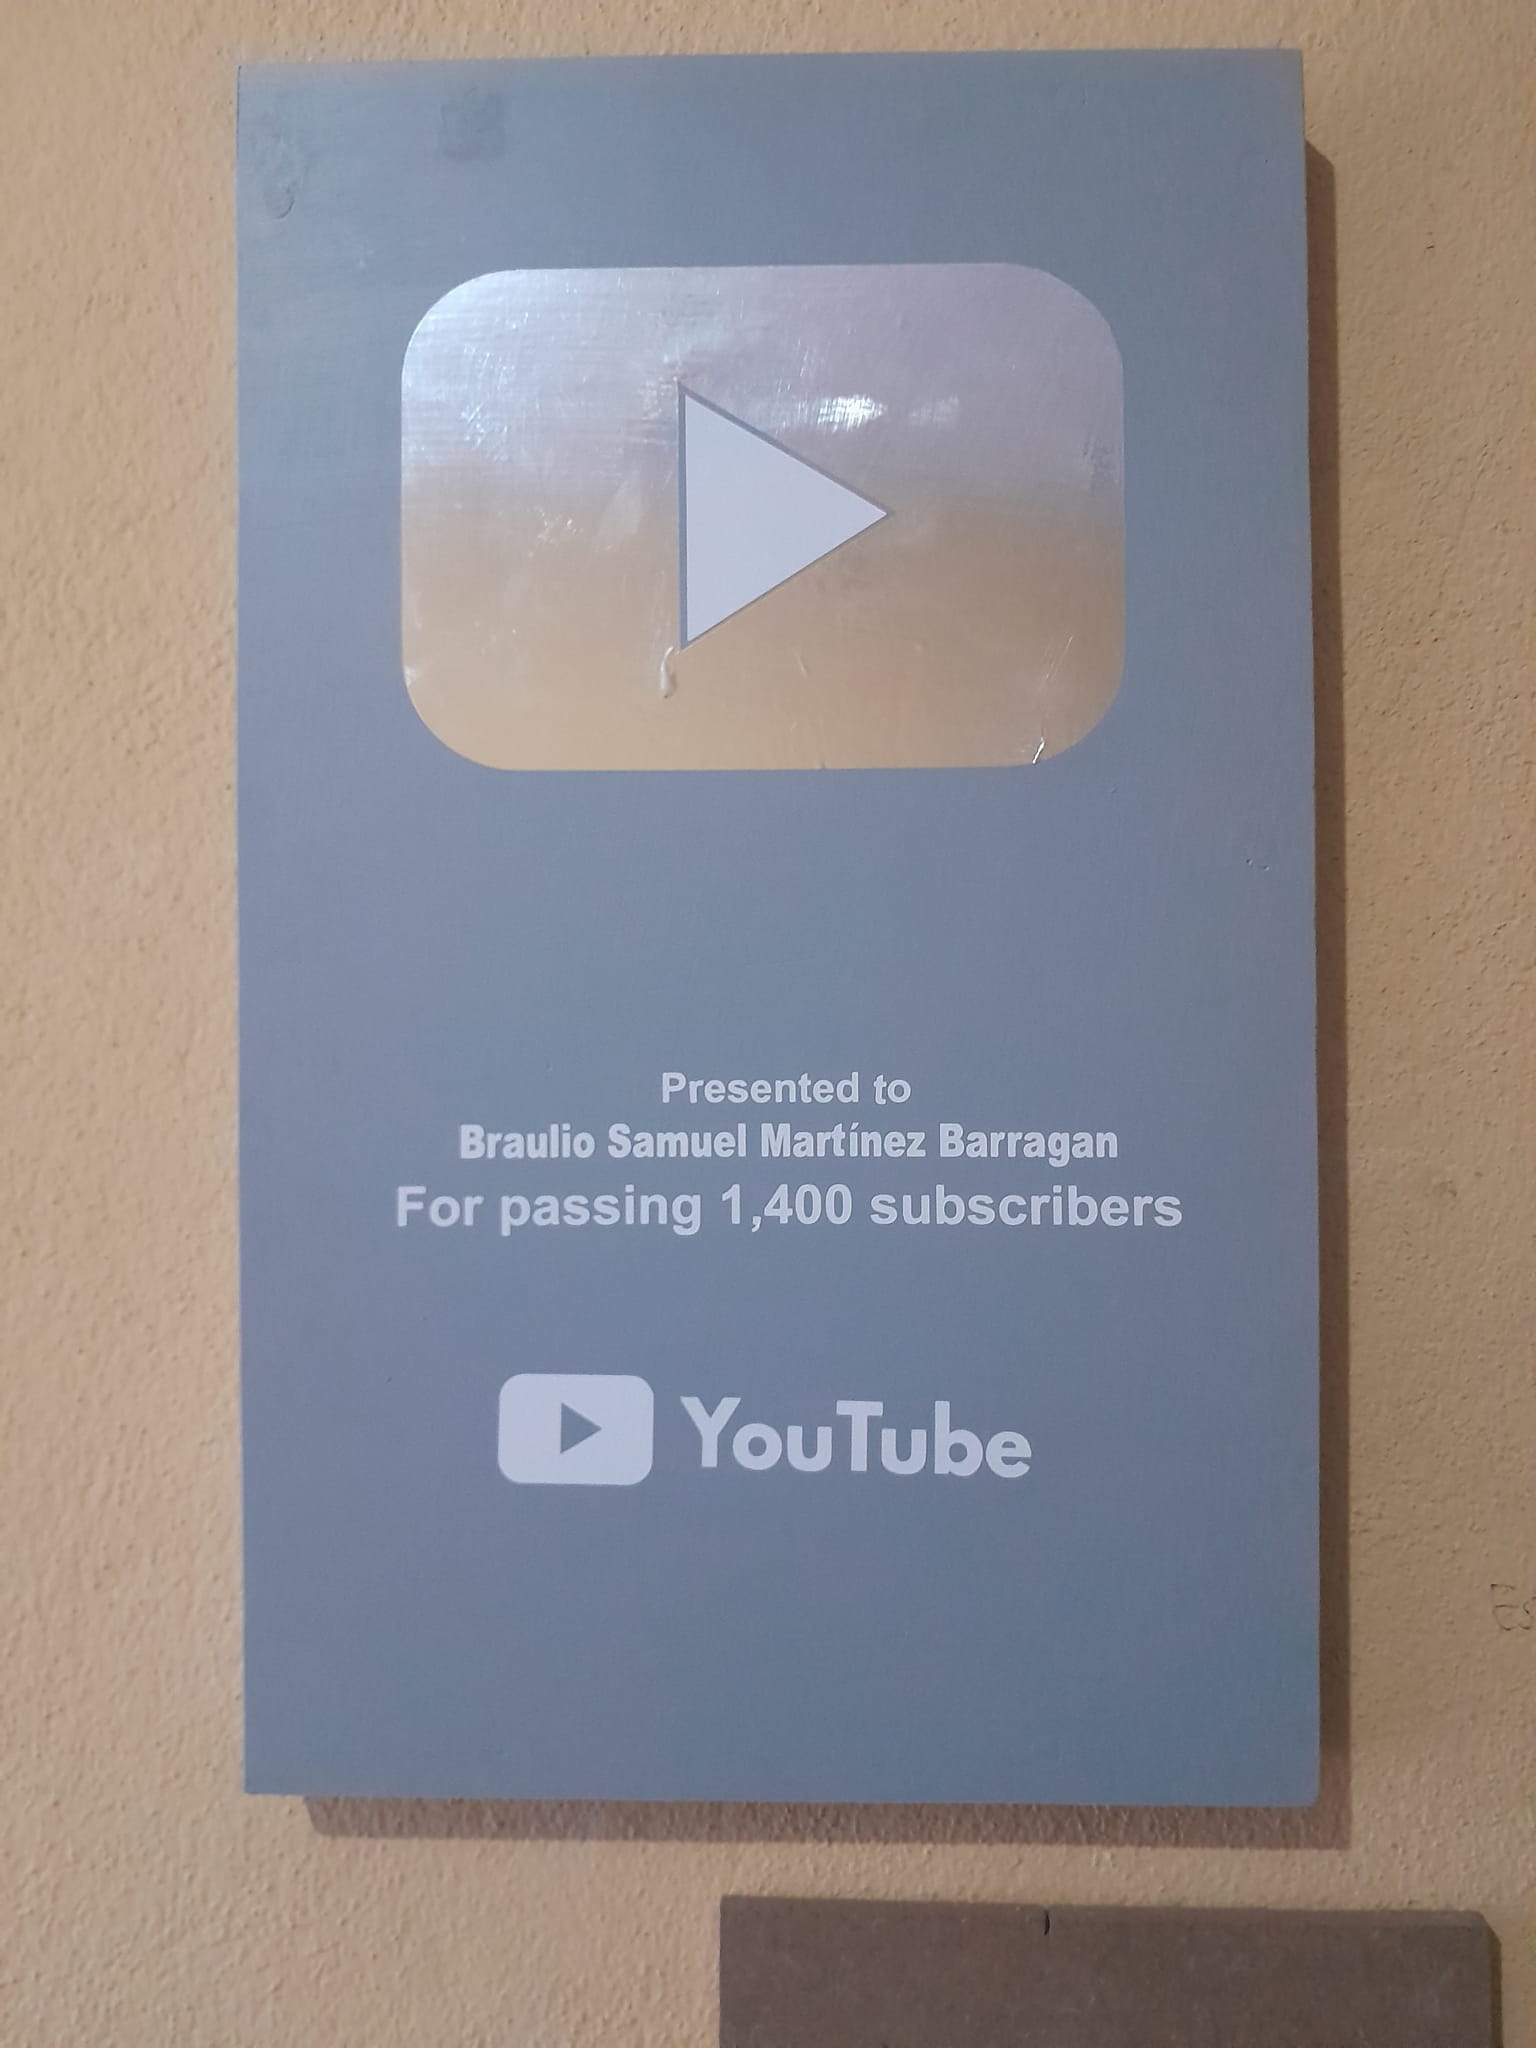 Presented to
Braulio Samuel Martínez Barragan
For passing 1,400 subscribers
YouTube